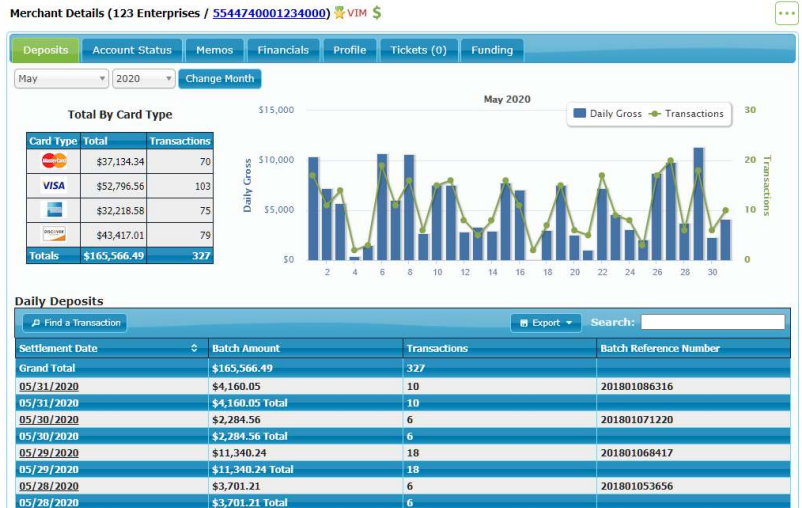 Merchant Details (123 Enterprises / 5544740001234000) VIM $
Deposits Account Status Memos Financials Profile Tickets (0) Funding
May 2020 Change Month
Total By Card Type
Card Type Total Transactions
MasterCard $37,134.34 70
VISA $52,796.56 103
$32,218.58 75
DISCOVER $43,417.01 79
Totals $165,566.49 327
May 2020
Daily Gross Transactions
$15,000 30
$10,000 20
$5,000 10
$0 0
Daily Gross
Transactions
2 4 6 8 10 12 14 16 18 20 22 24 26 28 30
Daily Deposits
Find a Transaction Export Search:
Settlement Date Batch Amount Transactions Batch Reference Number
Grand Total $165,566.49 327
05/31/2020 $4,160.05 10 201801086316
05/31/2020 $4,160.05 Total 10
05/30/2020 $2,284.56 6 201801071220
05/30/2020 $2,284.56 Total 6
05/29/2020 $11,340.24 18 201801068417
05/29/2020 $11,340.24 Total 18
05/28/2020 $3,701.21 6 201801053656
05/28/2020 $3,701.21 Total 6